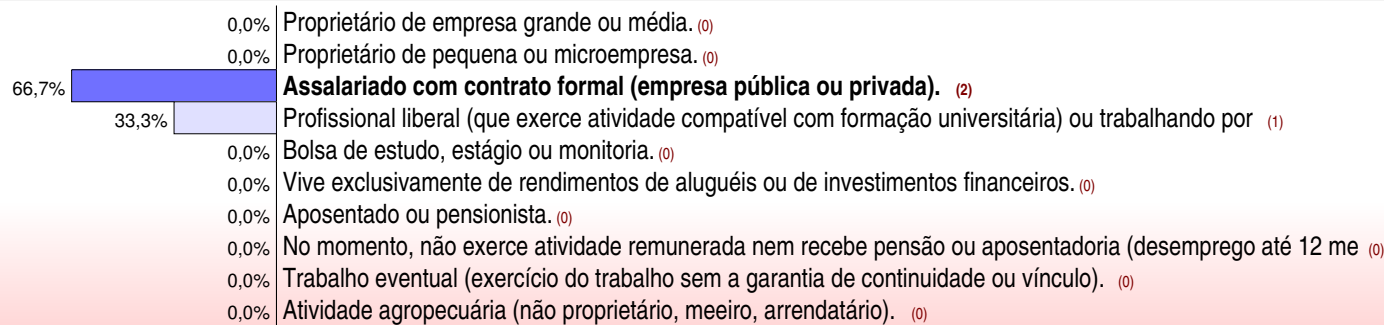 0,0% Proprietário de empresa grande ou média. (0)
0,0% Proprietário de pequena ou microempresa. (0)
66,7% Assalariado com contrato formal (empresa pública ou privada). (2)
33,3% Profissional liberal (que exerce atividade compatível com formação universitária) ou trabalhando por (1)
0,0% Bolsa de estudo, estágio ou monitoria. (0)
0,0% Vive exclusivamente de rendimentos de aluguéis ou de investimentos financeiros. (0)
0,0% Aposentado ou pensionista. (0)
0,0% No momento, não exerce atividade remunerada nem recebe pensão ou aposentadoria (desemprego até 12 me (0)
0,0% Trabalho eventual (exercício do trabalho sem a garantia de continuidade ou vínculo). (0)
0,0% Atividade agropecuária (não proprietário, meeiro, arrendatário). (0)